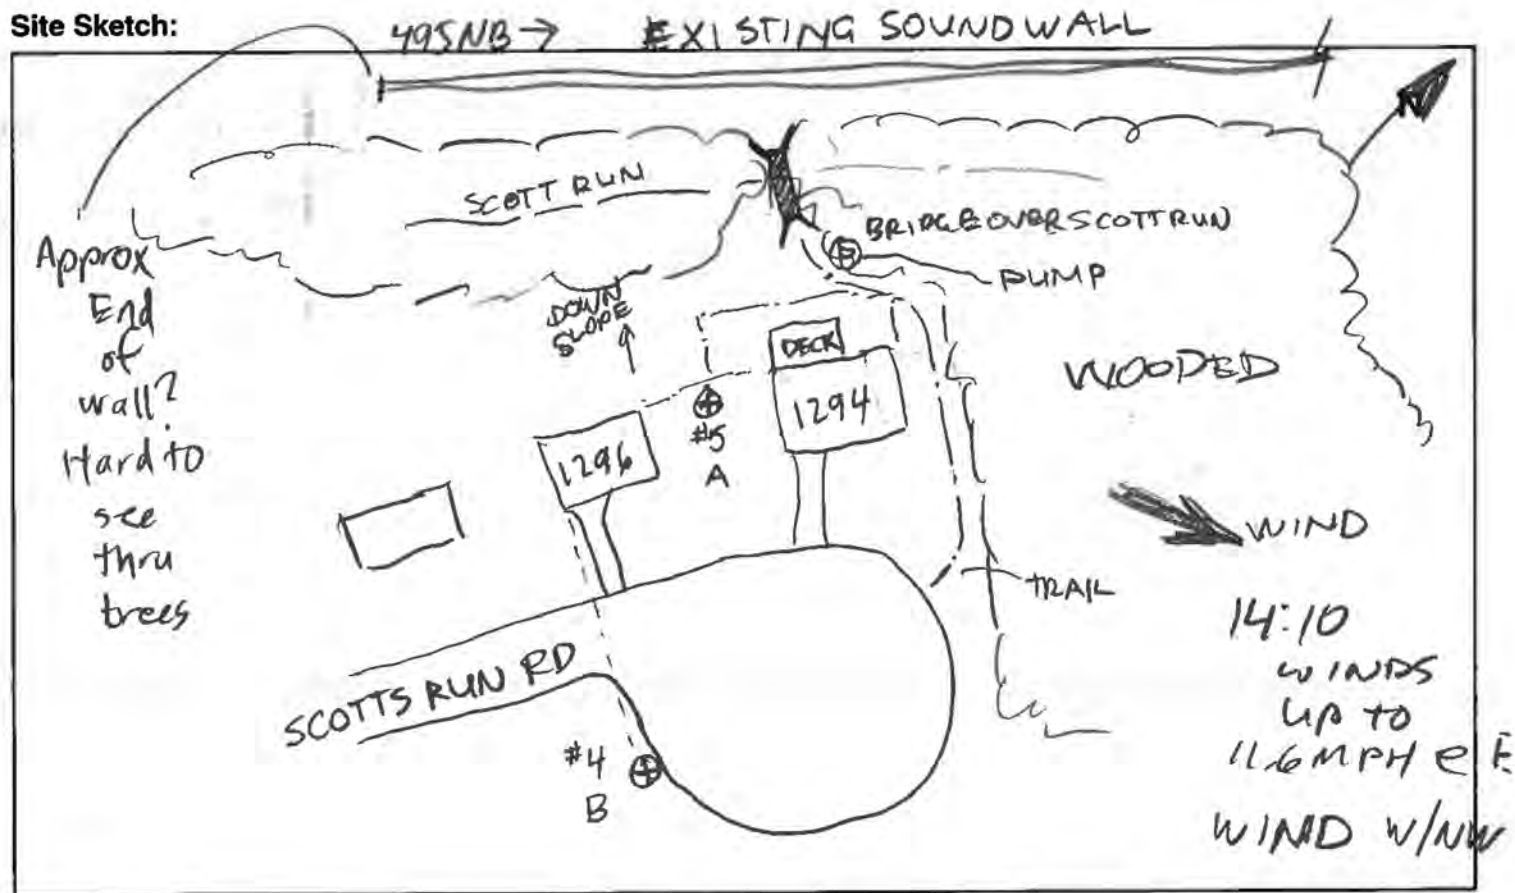 Site Sketch:
495NB → EXISTING SOUNDWALL
SCOTT RUN
BRIDGE OVER SCOTT RUN
PUMP
Approx
End
of
wall?
Hard to
see
thru
trees
DOWN
SLOPE
DECK
1294
1296
#5
A
WOODED
WIND
TRAIL
14:10
WINDS
UP TO
11.6MPH @ E
WIND W/NW
SCOTTS RUN RD
#4
B